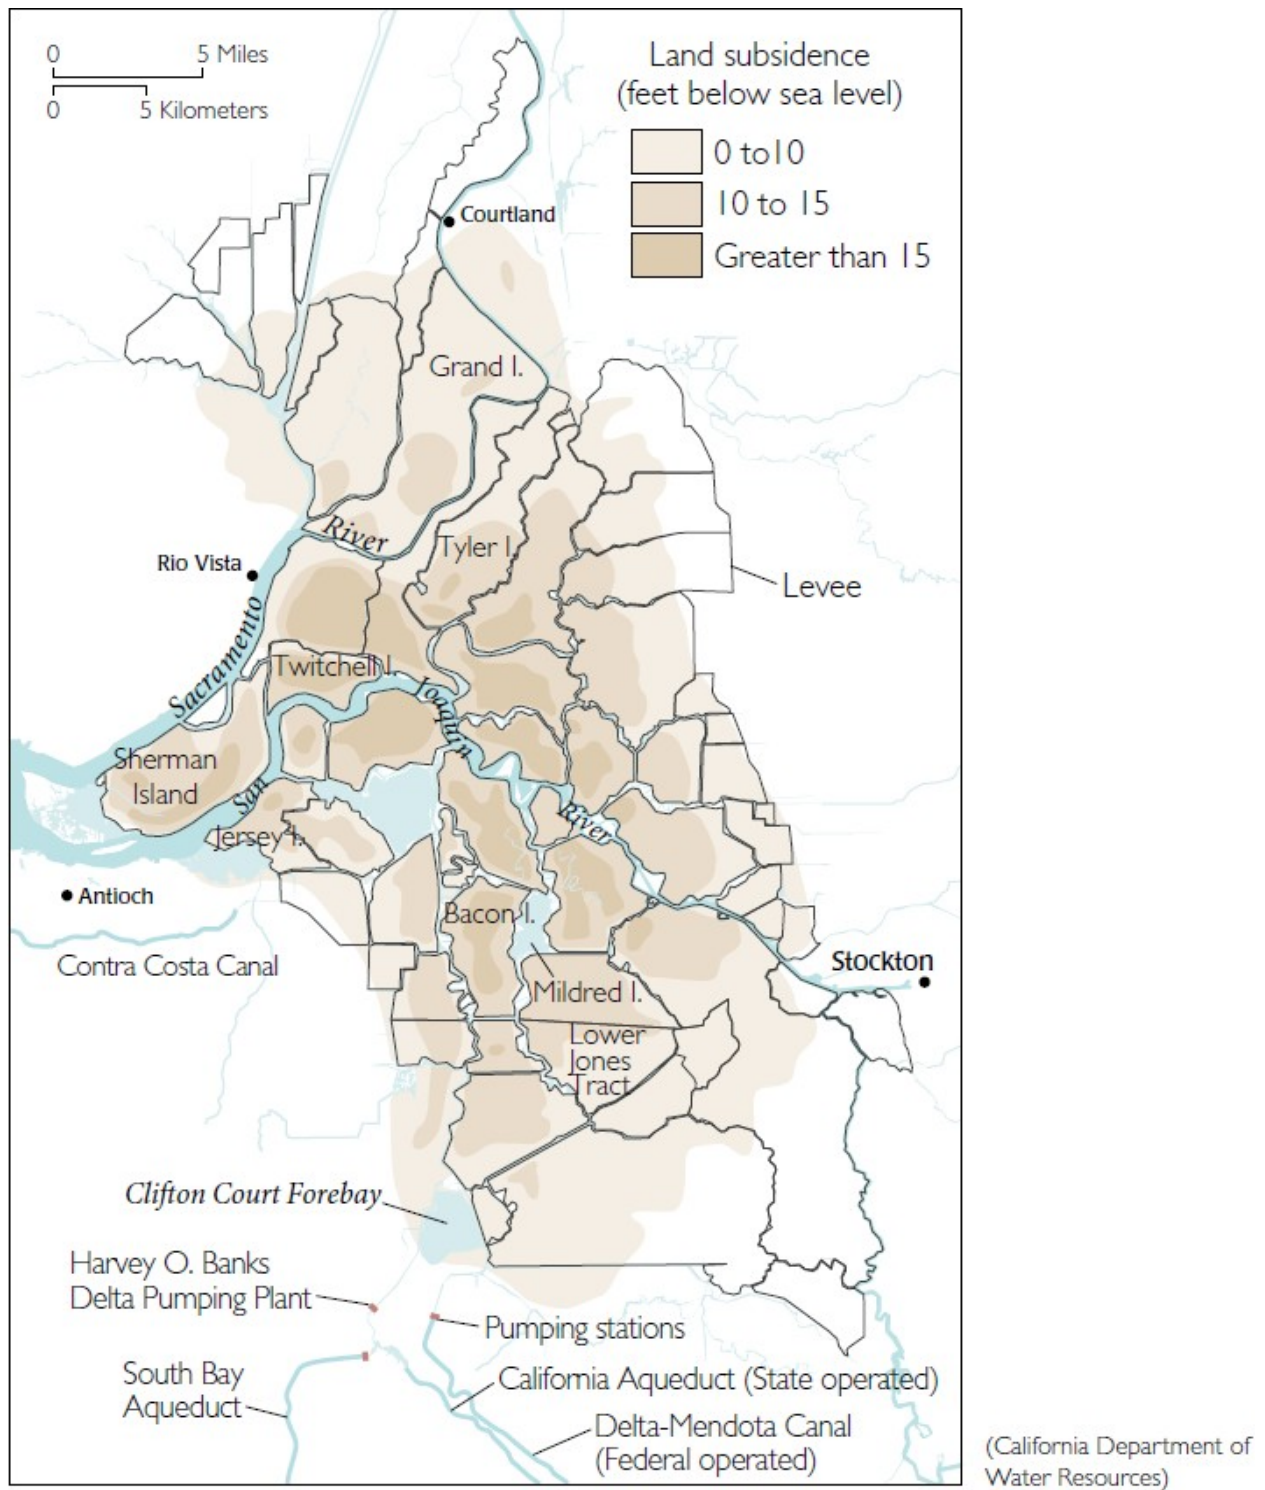 0 5 Miles
0 5 Kilometers
Land subsidence
(feet below sea level)
0 to10
10 to 15
Greater than 15
Courtland
Grand I.
River
Tyler I.
Rio Vista
Levee
Sacramento
Twitchell I.
Joaquin
Sherman
Island
San
River
Jersey I.
Antioch
Bacon I.
Contra Costa Canal
Stockton
Mildred I.
Lower
Jones
Tract
Clifton Court Forebay
Harvey O. Banks
Delta Pumping Plant
Pumping stations
South Bay
Aqueduct
California Aqueduct (State operated)
Delta-Mendota Canal
(Federal operated)
(California Department of
Water Resources)